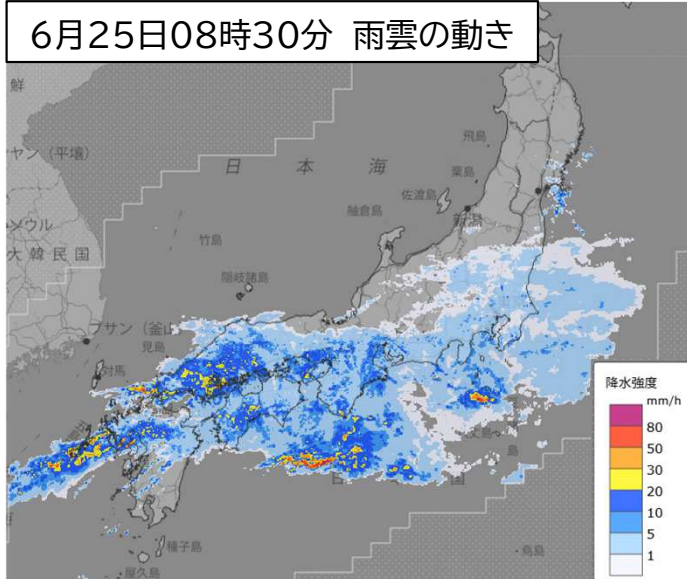 6月25日08時30分 雨雲の動き
鮮
ヤン(平壌)
ソウル
大韓民国
プサン(釜山
日本海
竹島
隠岐諸島
見島
対馬
舳倉島
佐渡島
粟島
飛島
新潟
種子島
屋久島
鳥島
島
国
降水強度
mm/h
80
50
30
20
10
5
1